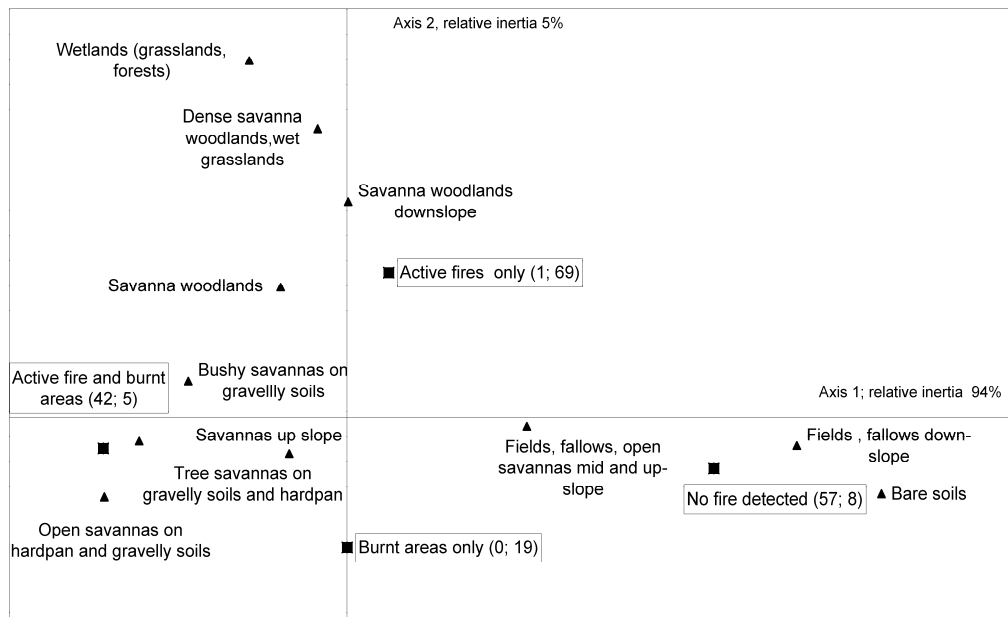 Axis 2, relative inertia 5%
Wetlands (grasslands,
forests)
Dense savanna
woodlands,wet
grasslands
Savanna woodlands
downslope
Active fires only (1; 69)
Savanna woodlands
Active fire and burnt
areas (42; 5)
Bushy savannas on
gravellly soils
Axis 1; relative inertia 94%
Savannas up slope
Tree savannas on
gravelly soils and hardpan
Fields, fallows, open
savannas mid and up-
slope
Fields , fallows down-
slope
No fire detected (57; 8)
Bare soils
Open savannas on
hardpan and gravelly soils
Burnt areas only (0; 19)